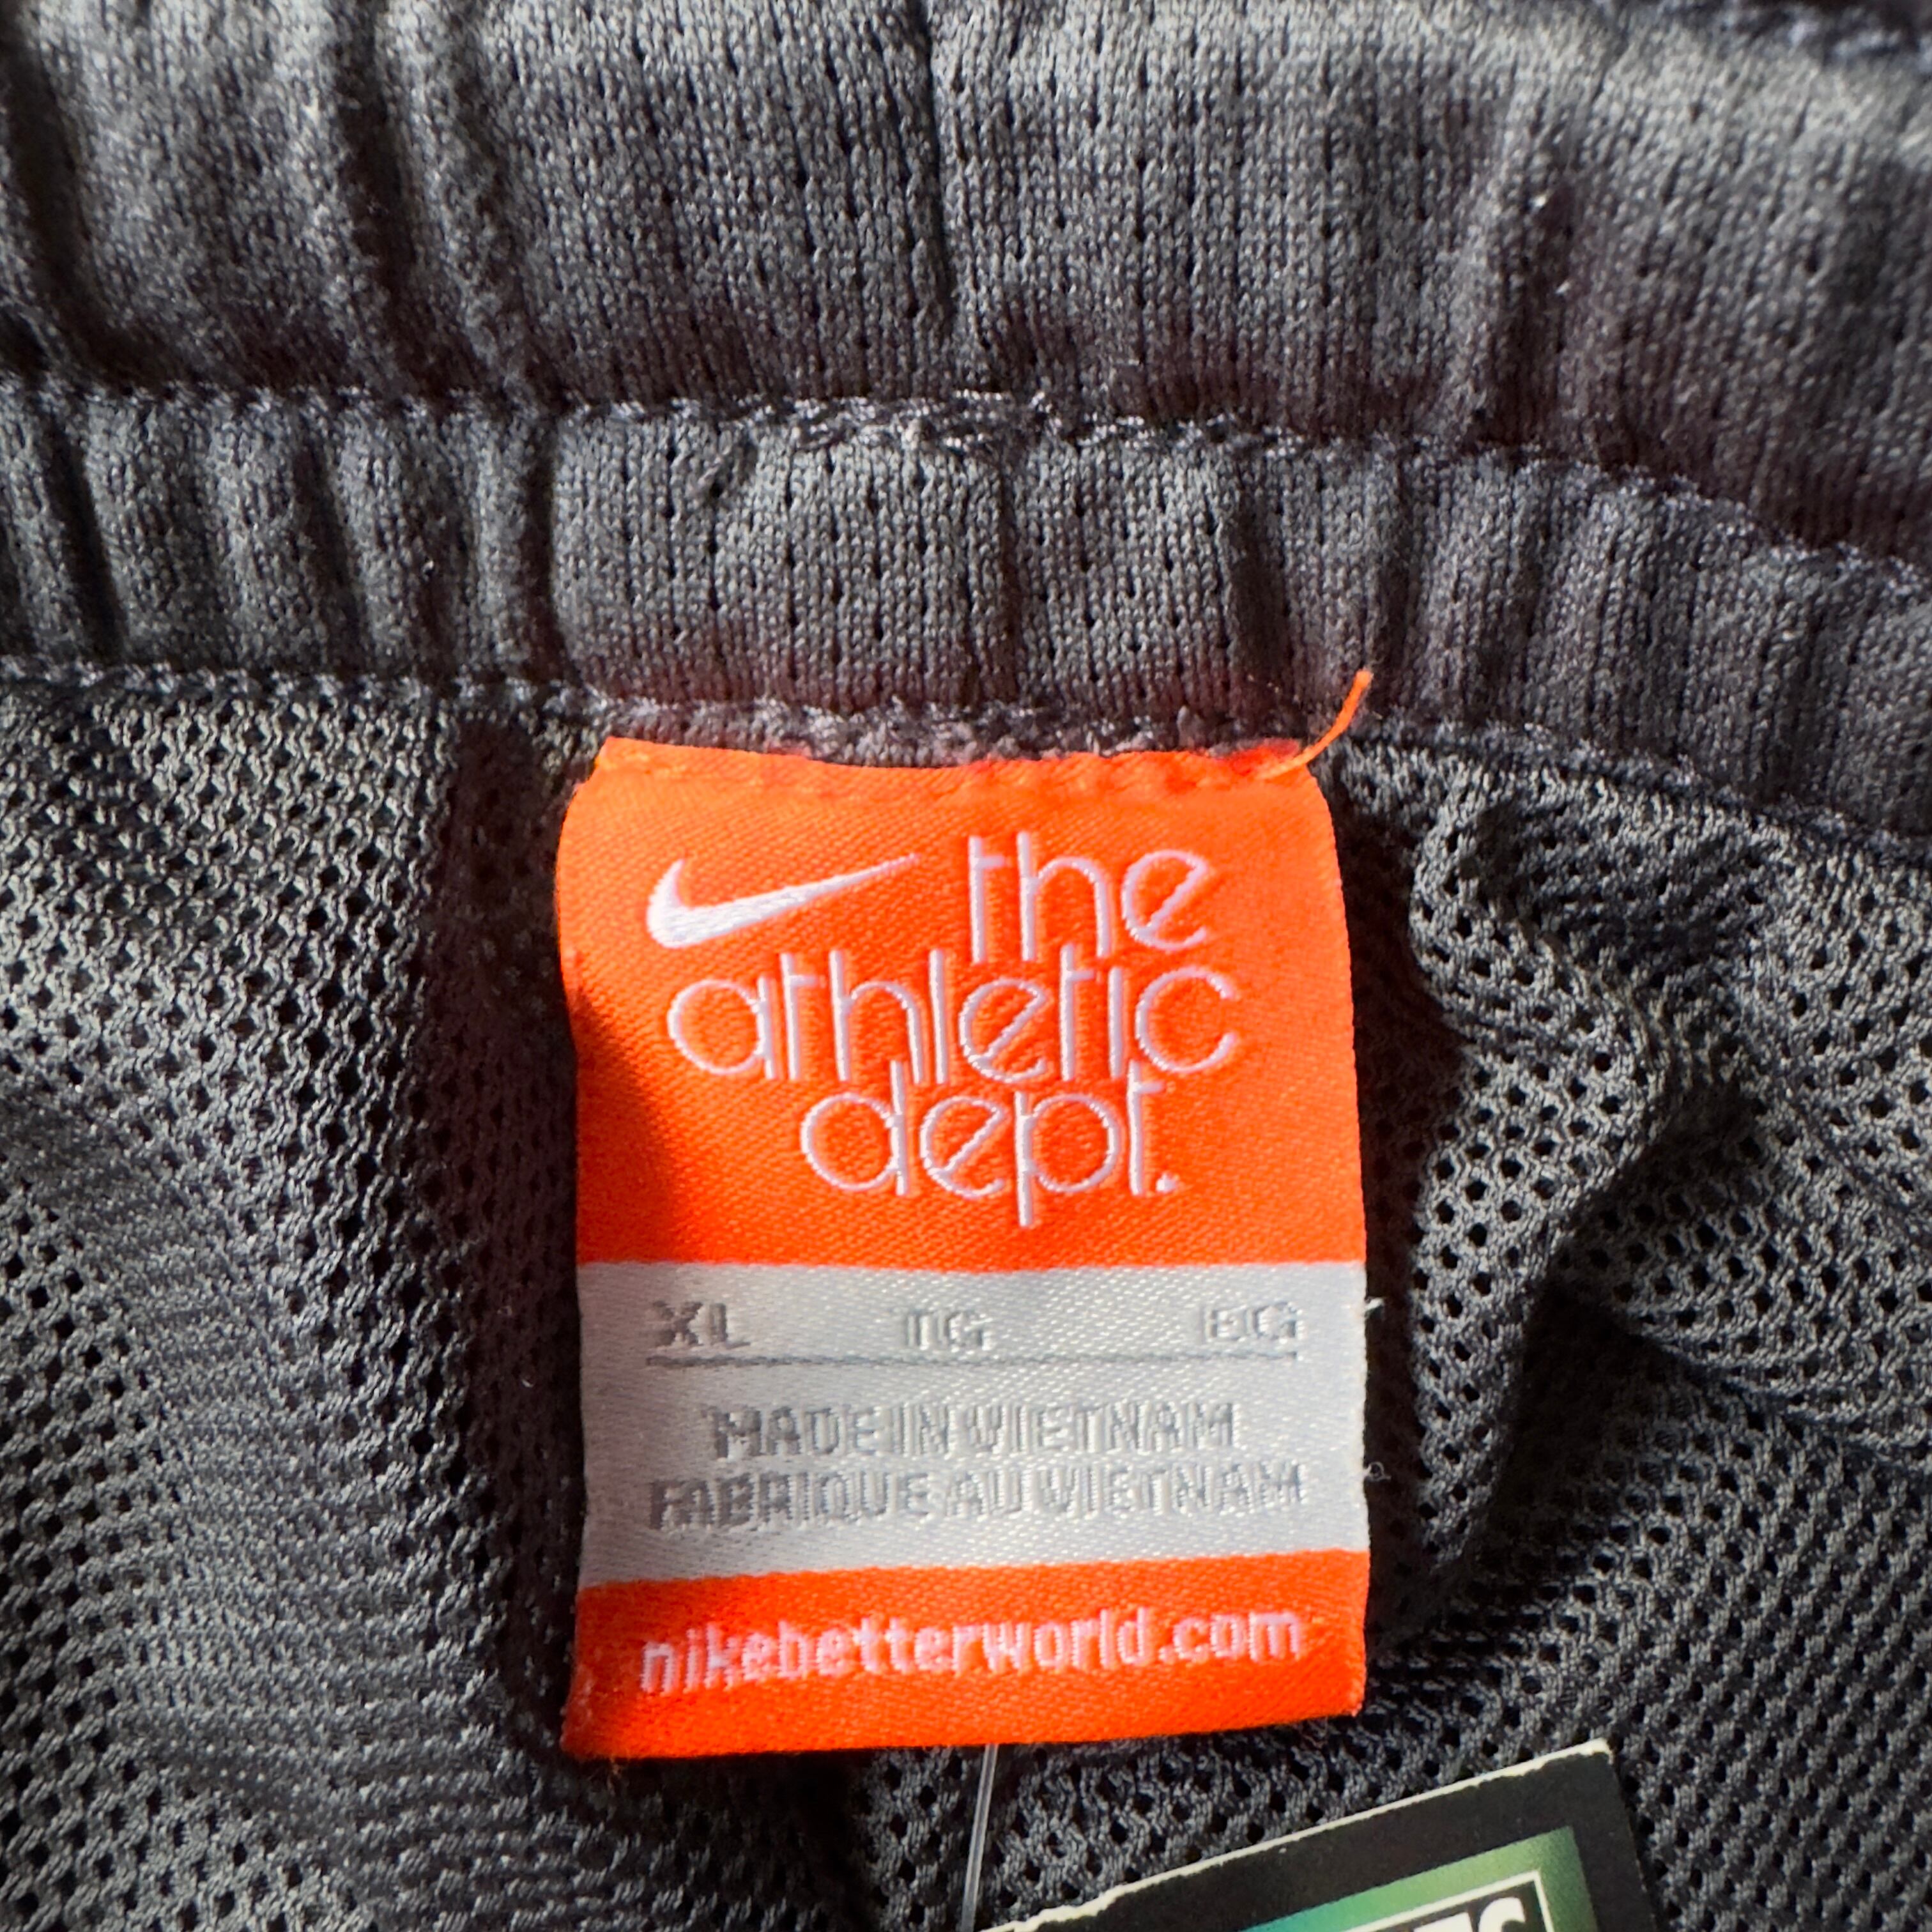 the
athletic
dept.
XL TG EG
MADE IN VIETNAM
FABRIQUE AU VIETNAM
nikebetterworld.com